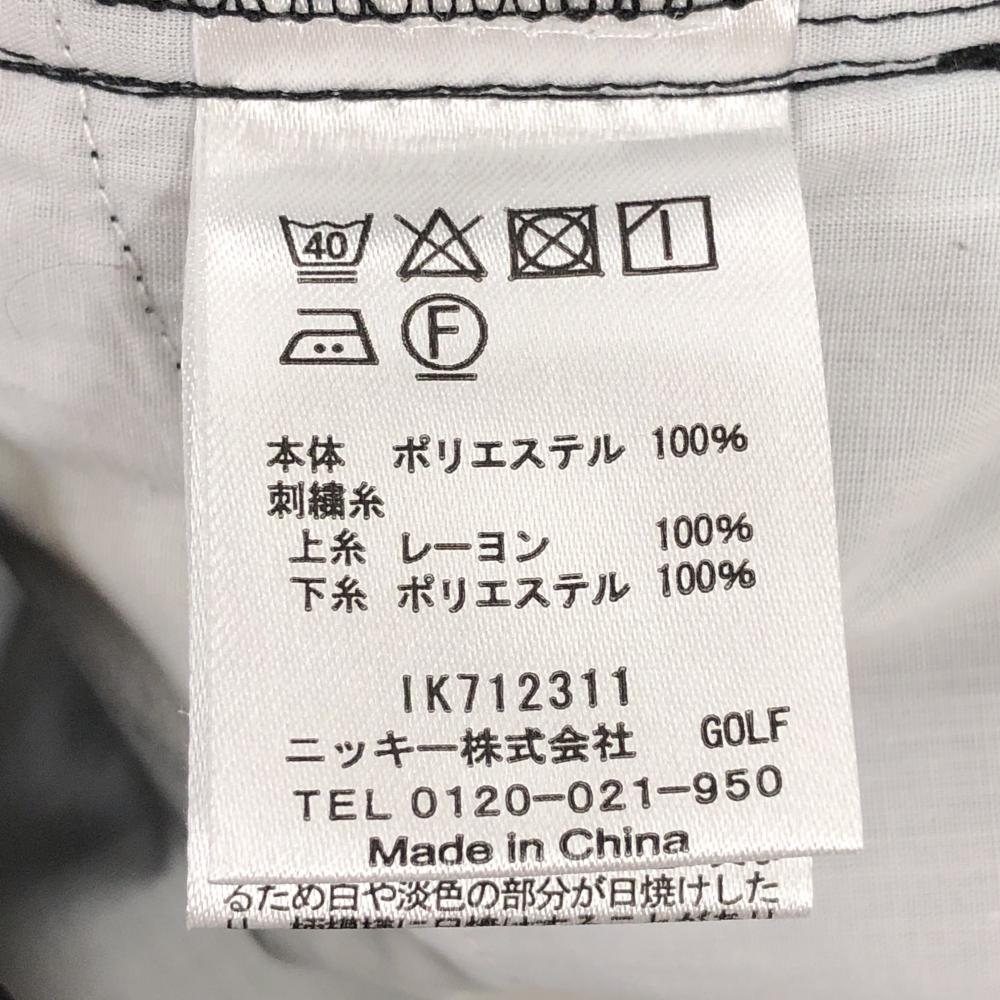 40
F
本体 ポリエステル 100%
刺繍糸
上糸 レーヨン 100%
下糸 ポリエステル 100%
IK712311
ニッキー株式会社 GOLF
TEL 0120−021−950
Made in China
るため白や淡色の部分が日焼けした